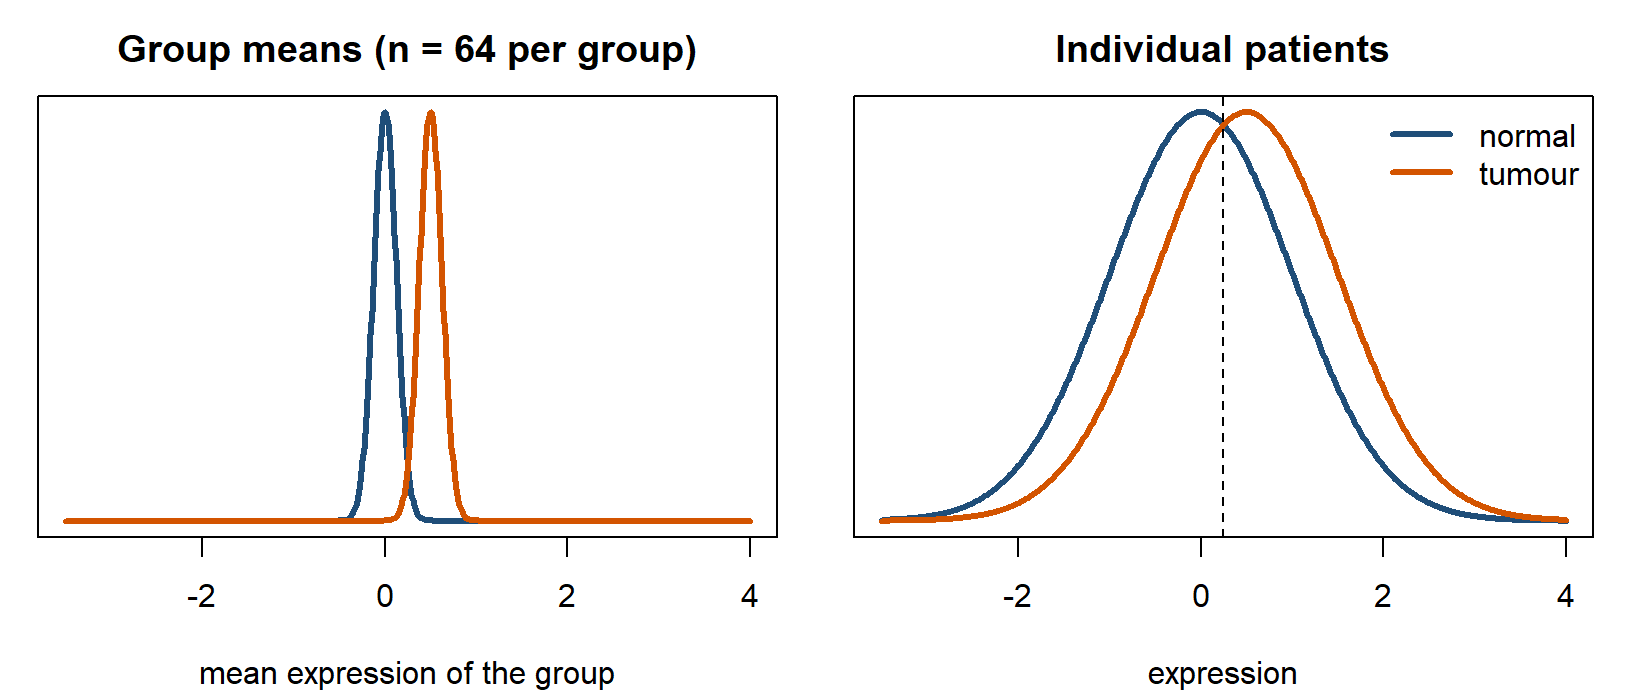 Group means (n = 64 per group)
-2 0 2 4
mean expression of the group
Individual patients
normal
tumour
-2 0 2 4
expression